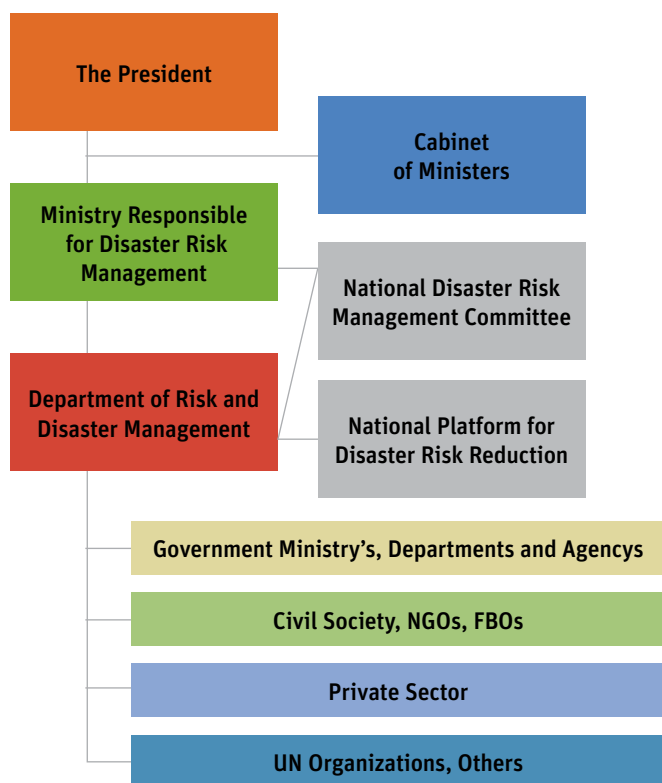 The President
Cabinet
of Ministers
Ministry Responsible
for Disaster Risk
Management
National Disaster Risk
Management Committee
Department of Risk and
Disaster Management
National Platform for
Disaster Risk Reduction
Government Ministry's, Departments and Agencys
Civil Society, NGOs, FBOs
Private Sector
UN Organizations, Others